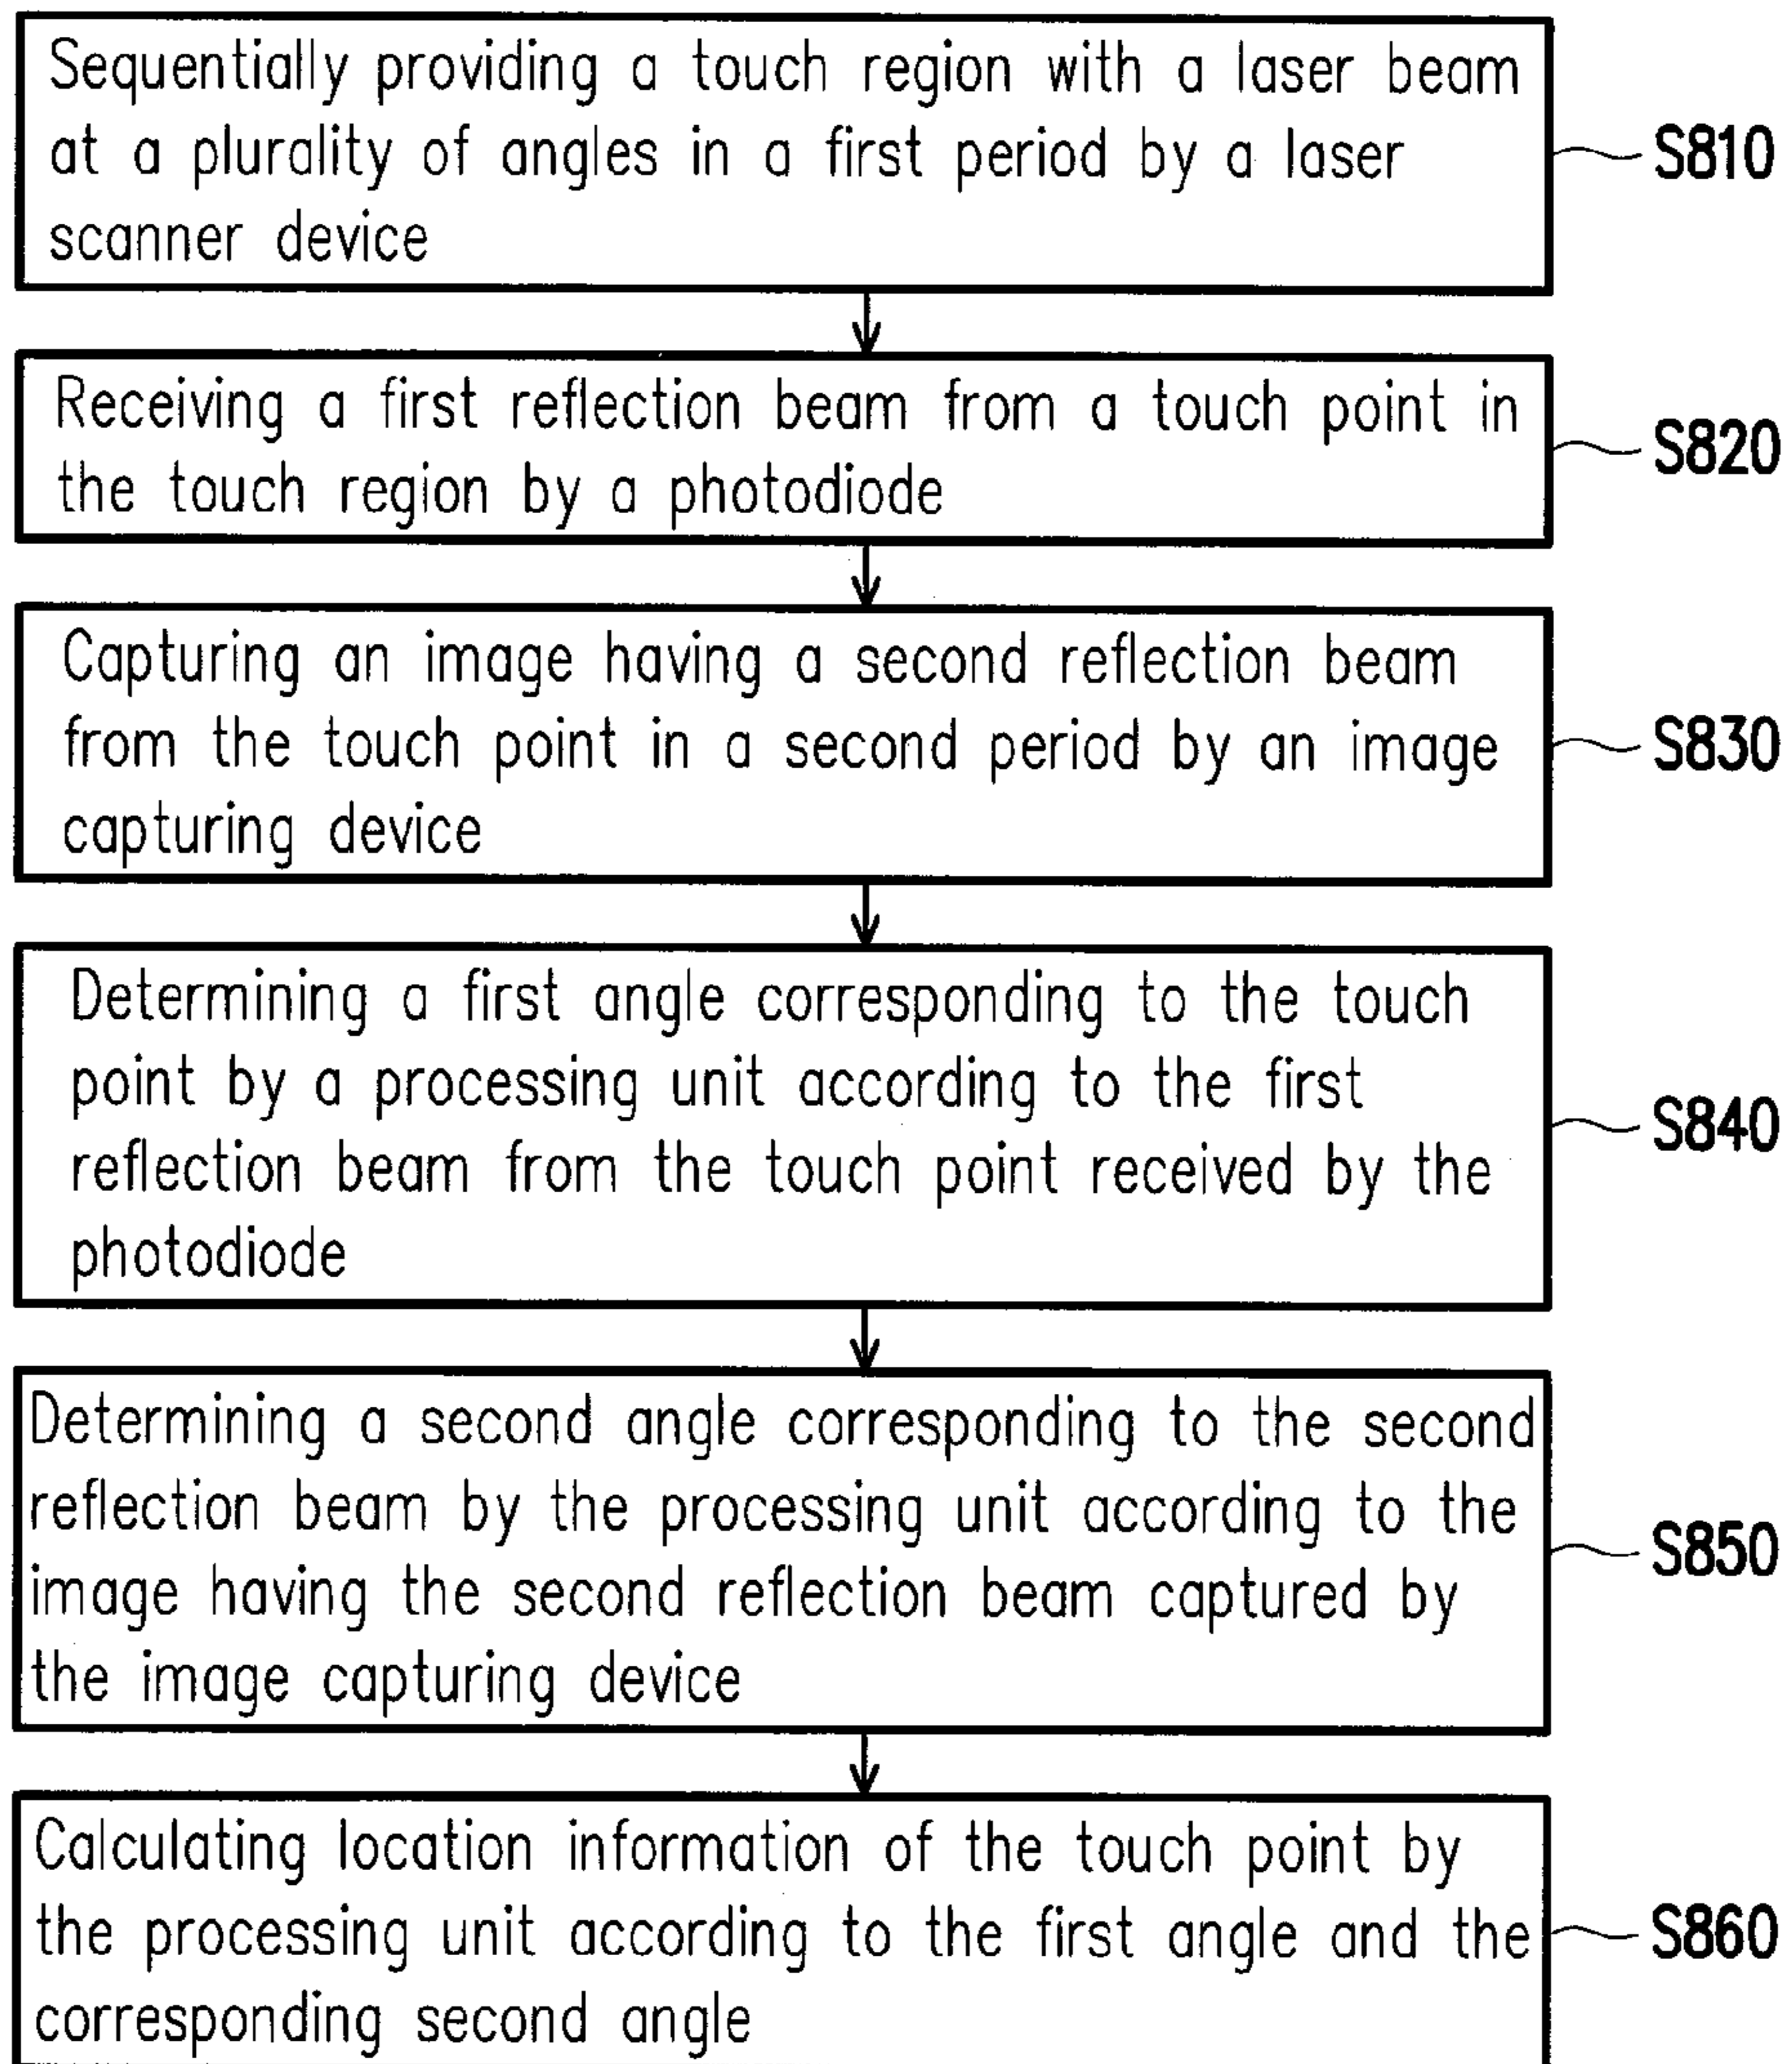 Sequentially providing a touch region with a laser beam
at a plurality of angles in a first period by a laser
scanner device
S810
Receiving a first reflection beam from a touch point in
the touch region by a photodiode
S820
Capturing an image having a second reflection beam
from the touch point in a second period by an image
capturing device
S830
Determining a first angle corresponding to the touch
point by a processing unit according to the first
reflection beam from the touch point received by the
photodiode
S840
Determining a second angle corresponding to the second
reflection beam by the processing unit according to the
image having the second reflection beam captured by
the image capturing device
S850
Calculating location information of the touch point by
the processing unit according to the first angle and the
corresponding second angle
S860